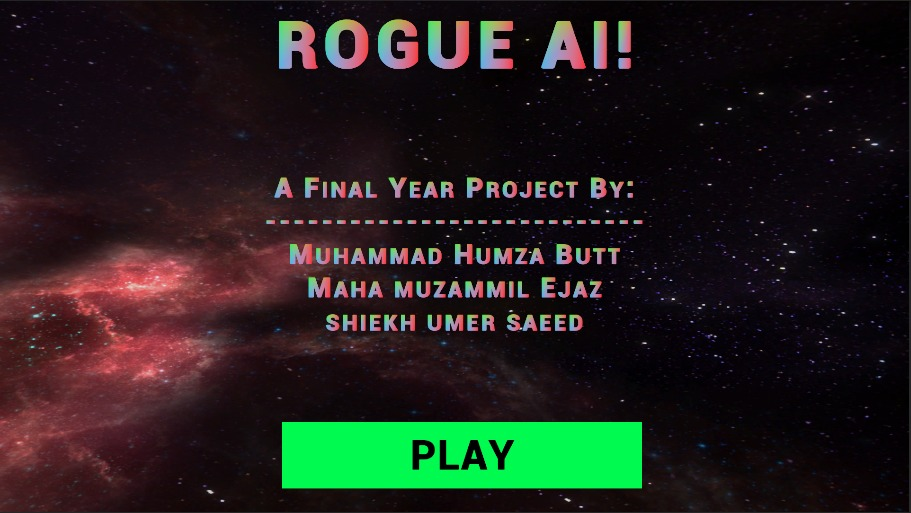 ROGUE AI!
A Final Year Project By:
---------------------------
Muhammad Humza Butt
Maha muzammil Ejaz
shiekh umer saeed
PLAY